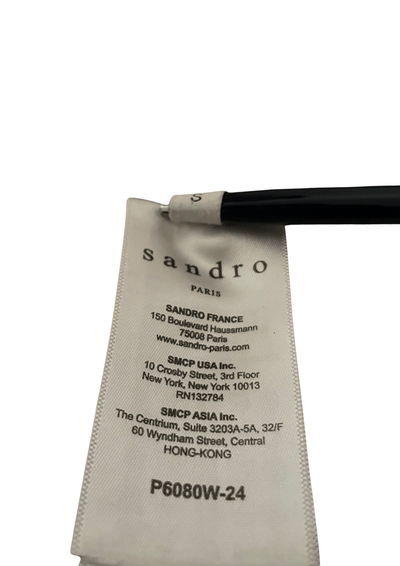 S
sandro
PARIS
SANDRO FRANCE
150 Boulevard Haussmann
75008 Paris
www.sandro-paris.com
SMCP USA Inc.
10 Crosby Street, 3rd Floor
New York, New York 10013
RN132784
SMCP ASIA Inc.
The Centrium, Suite 3203A-5A, 32/F
60 Wyndham Street, Central
HONG-KONG
P6080W-24